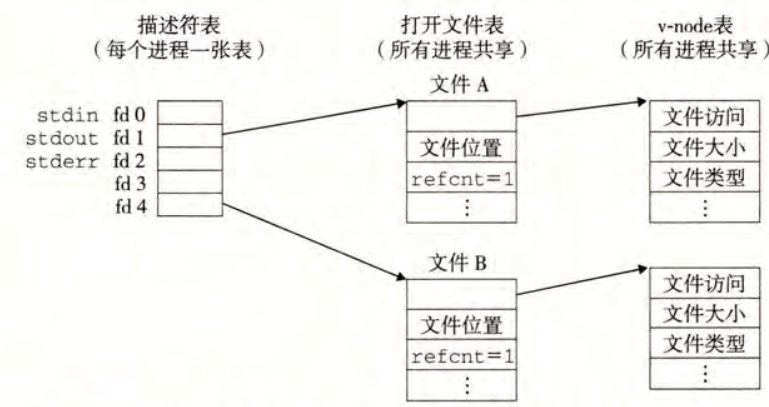 描述符表
（每个进程一张表）
打开文件表
（所有进程共享）
v-node表
（所有进程共享）
stdin fd 0
stdout fd 1
stderr fd 2
fd 3
fd 4
文件 A
文件位置
refcnt=1
⋮
文件访问
文件大小
文件类型
⋮
文件 B
文件位置
refcnt=1
⋮
文件访问
文件大小
文件类型
⋮